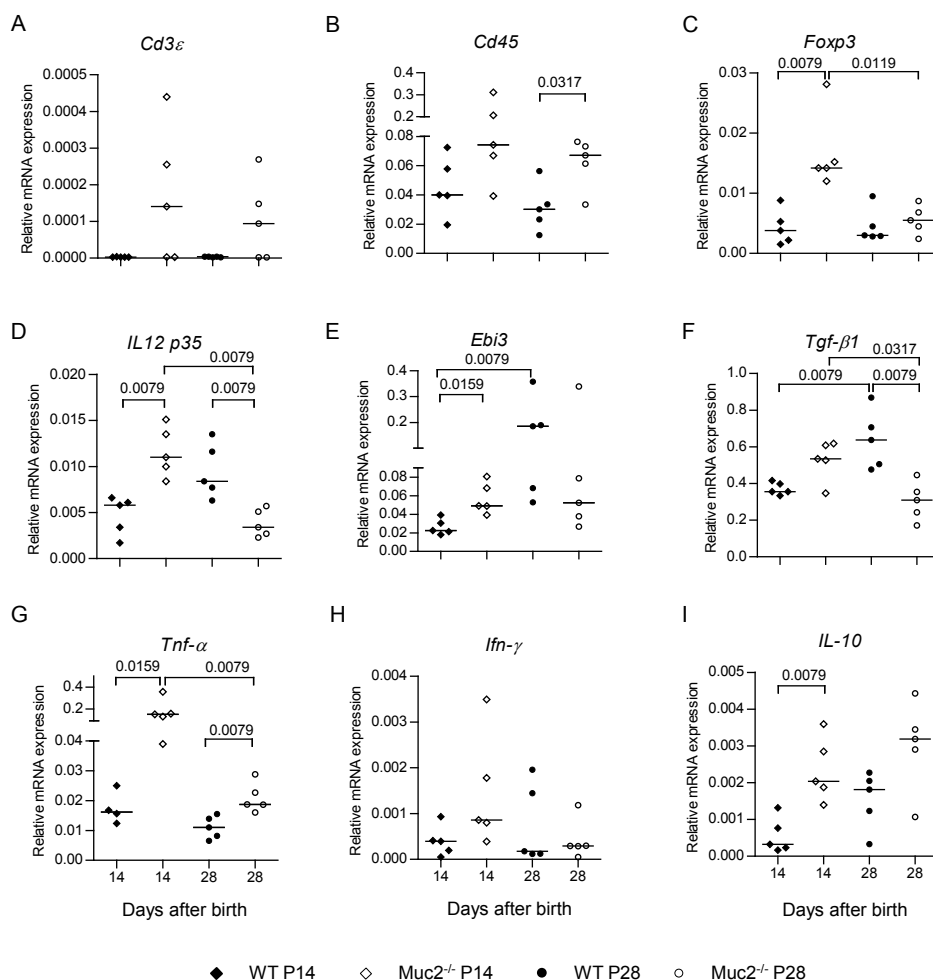 A
Cd3ε
Relative mRNA expression
0.0005
0.0004
0.0003
0.0002
0.0001
0.0000
B
Cd45
Relative mRNA expression
0.4
0.3
0.2
0.08
0.06
0.04
0.02
0.00
0.0317
C
Foxp3
Relative mRNA expression
0.03
0.02
0.01
0.00
0.0079
0.0119
D
IL12 p35
Relative mRNA expression
0.020
0.015
0.010
0.005
0.000
0.0079
0.0079
0.0079
E
Ebi3
Relative mRNA expression
0.4
0.2
0.08
0.06
0.04
0.02
0.00
0.0079
0.0159
F
Tgf-β1
Relative mRNA expression
1.0
0.8
0.6
0.4
0.2
0.0
0.0317
0.0079
0.0079
G
Tnf-α
Relative mRNA expression
0.4
0.2
0.04
0.03
0.02
0.01
0.00
0.0159
0.0079
0.0079
14 14 28 28
Days after birth
H
Ifn-γ
Relative mRNA expression
0.004
0.003
0.002
0.001
0.000
14 14 28 28
Days after birth
I
IL-10
Relative mRNA expression
0.005
0.004
0.003
0.002
0.001
0.000
0.0079
14 14 28 28
Days after birth
WT P14 Muc2-/- P14 WT P28 Muc2-/- P28